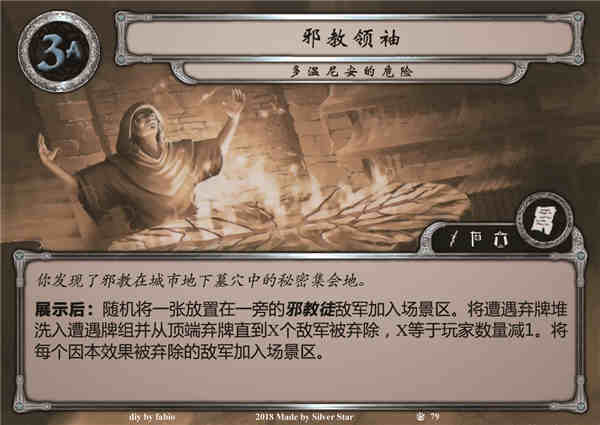 3A
邪教领袖
多温尼安的危险
你发现了邪教在城市地下墓穴中的秘密集会地。
展示后：随机将一张放置在一旁的邪教徒敌军加入场景区。将遭遇弃牌堆
洗入遭遇牌组并从顶端弃牌直到X个敌军被弃除，X等于玩家数量减1。将
每个因本效果被弃除的敌军加入场景区。
diy by fabio 2018 Made by Silver Star 79